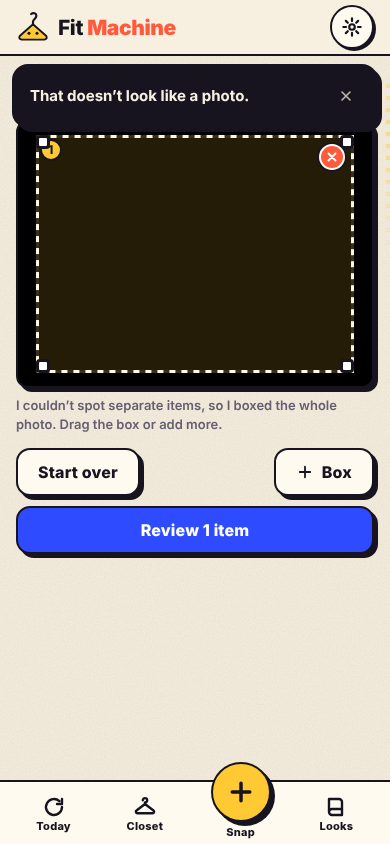 Fit Machine
That doesn’t look like a photo.
1
I couldn’t spot separate items, so I boxed the whole
photo. Drag the box or add more.
Start over
Box
Review 1 item
Today
Closet
Snap
Looks